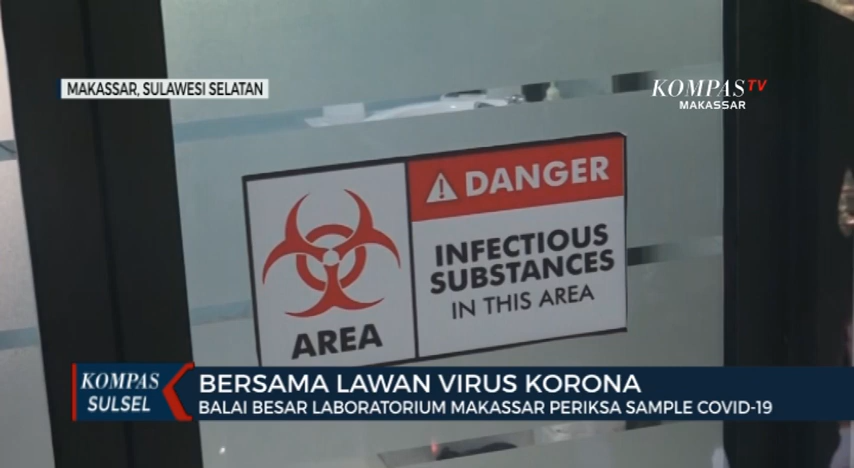 MAKASSAR, SULAWESI SELATAN
KOMPAS TV
MAKASSAR
DANGER
INFECTIOUS
SUBSTANCES
IN THIS AREA
AREA
KOMPAS
SULSEL
BERSAMA LAWAN VIRUS KORONA
BALAI BESAR LABORATORIUM MAKASSAR PERIKSA SAMPLE COVID-19